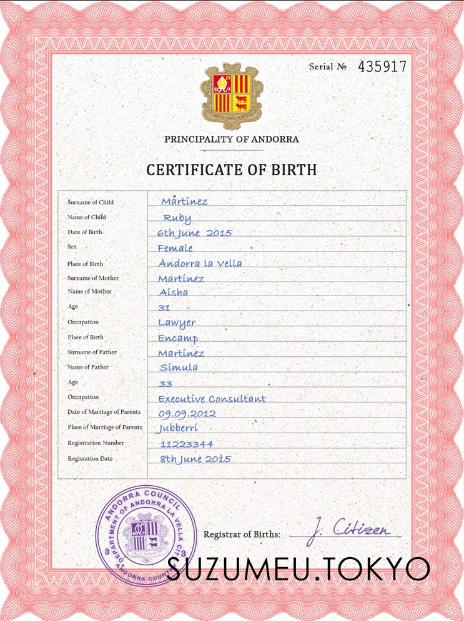 Serial № 435917
PRINCIPALITY OF ANDORRA
CERTIFICATE OF BIRTH
Surname of Child Martinez
Name of Child Ruby
Date of Birth 6th June 2015
Sex Female
Place of Birth Andorra la Vella
Surname of Mother Martinez
Name of Mother Aisha
Age 31
Occupation Lawyer
Place of Birth Encamp
Surname of Father Martinez
Name of Father Simula
Age 33
Occupation Executive Consultant
Date of Marriage of Parents 09.09.2012
Place of Marriage of Parents Jubberri
Registration Number 11223344
Regisration Date 8th June 2015
ANDORRA COUNCIL
DEPARTMENT OF ANDORRA LA VELLA CITY
ANDORRA COUNCIL
Registrar of Births: J. Citizen
SUZUMEU.TOKYO